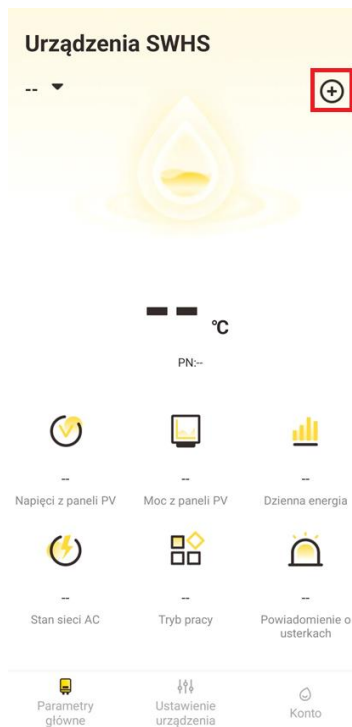 Urządzenia SWHS
--
-- °C
PN:--
-- -- --
Napięci z paneli PV Moc z paneli PV Dzienna energia
-- -- --
Stan sieci AC Tryb pracy Powiadomienie o
usterkach
Parametry Ustawienie Konto
główne urządzenia